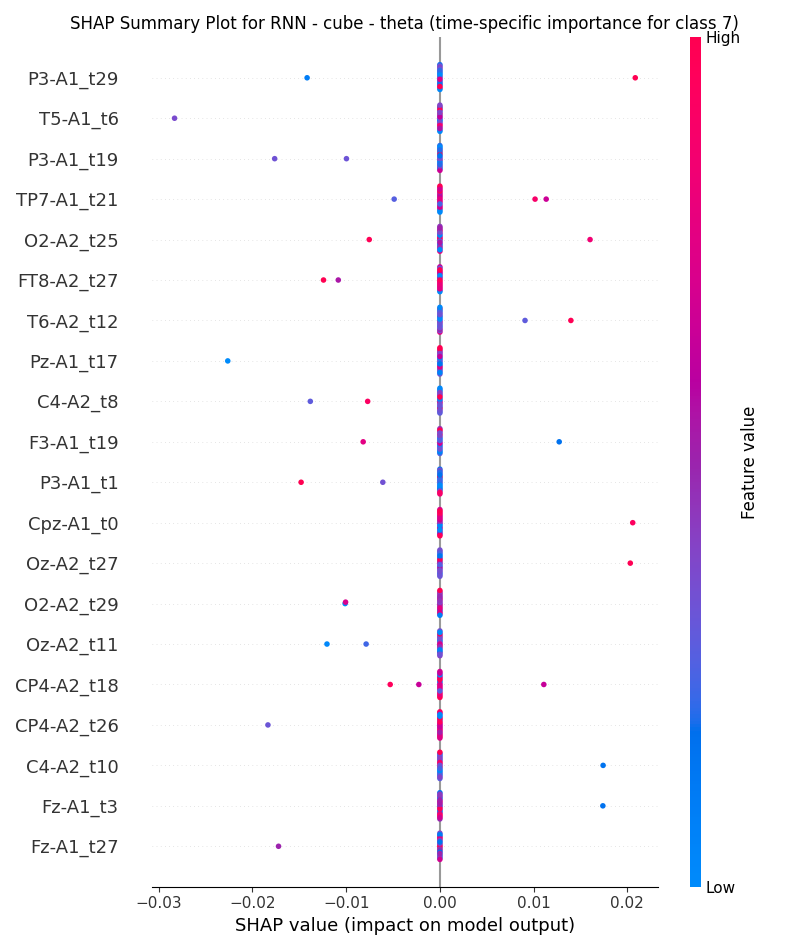 SHAP Summary Plot for RNN - cube - theta (time-specific importance for class 7)
High
P3-A1_t29
T5-A1_t6
P3-A1_t19
TP7-A1_t21
O2-A2_t25
FT8-A2_t27
T6-A2_t12
Pz-A1_t17
C4-A2_t8
F3-A1_t19
P3-A1_t1
Cpz-A1_t0
Oz-A2_t27
O2-A2_t29
Oz-A2_t11
CP4-A2_t18
CP4-A2_t26
C4-A2_t10
Fz-A1_t3
Fz-A1_t27
Feature value
Low
−0.03 −0.02 −0.01 0.00 0.01 0.02
SHAP value (impact on model output)